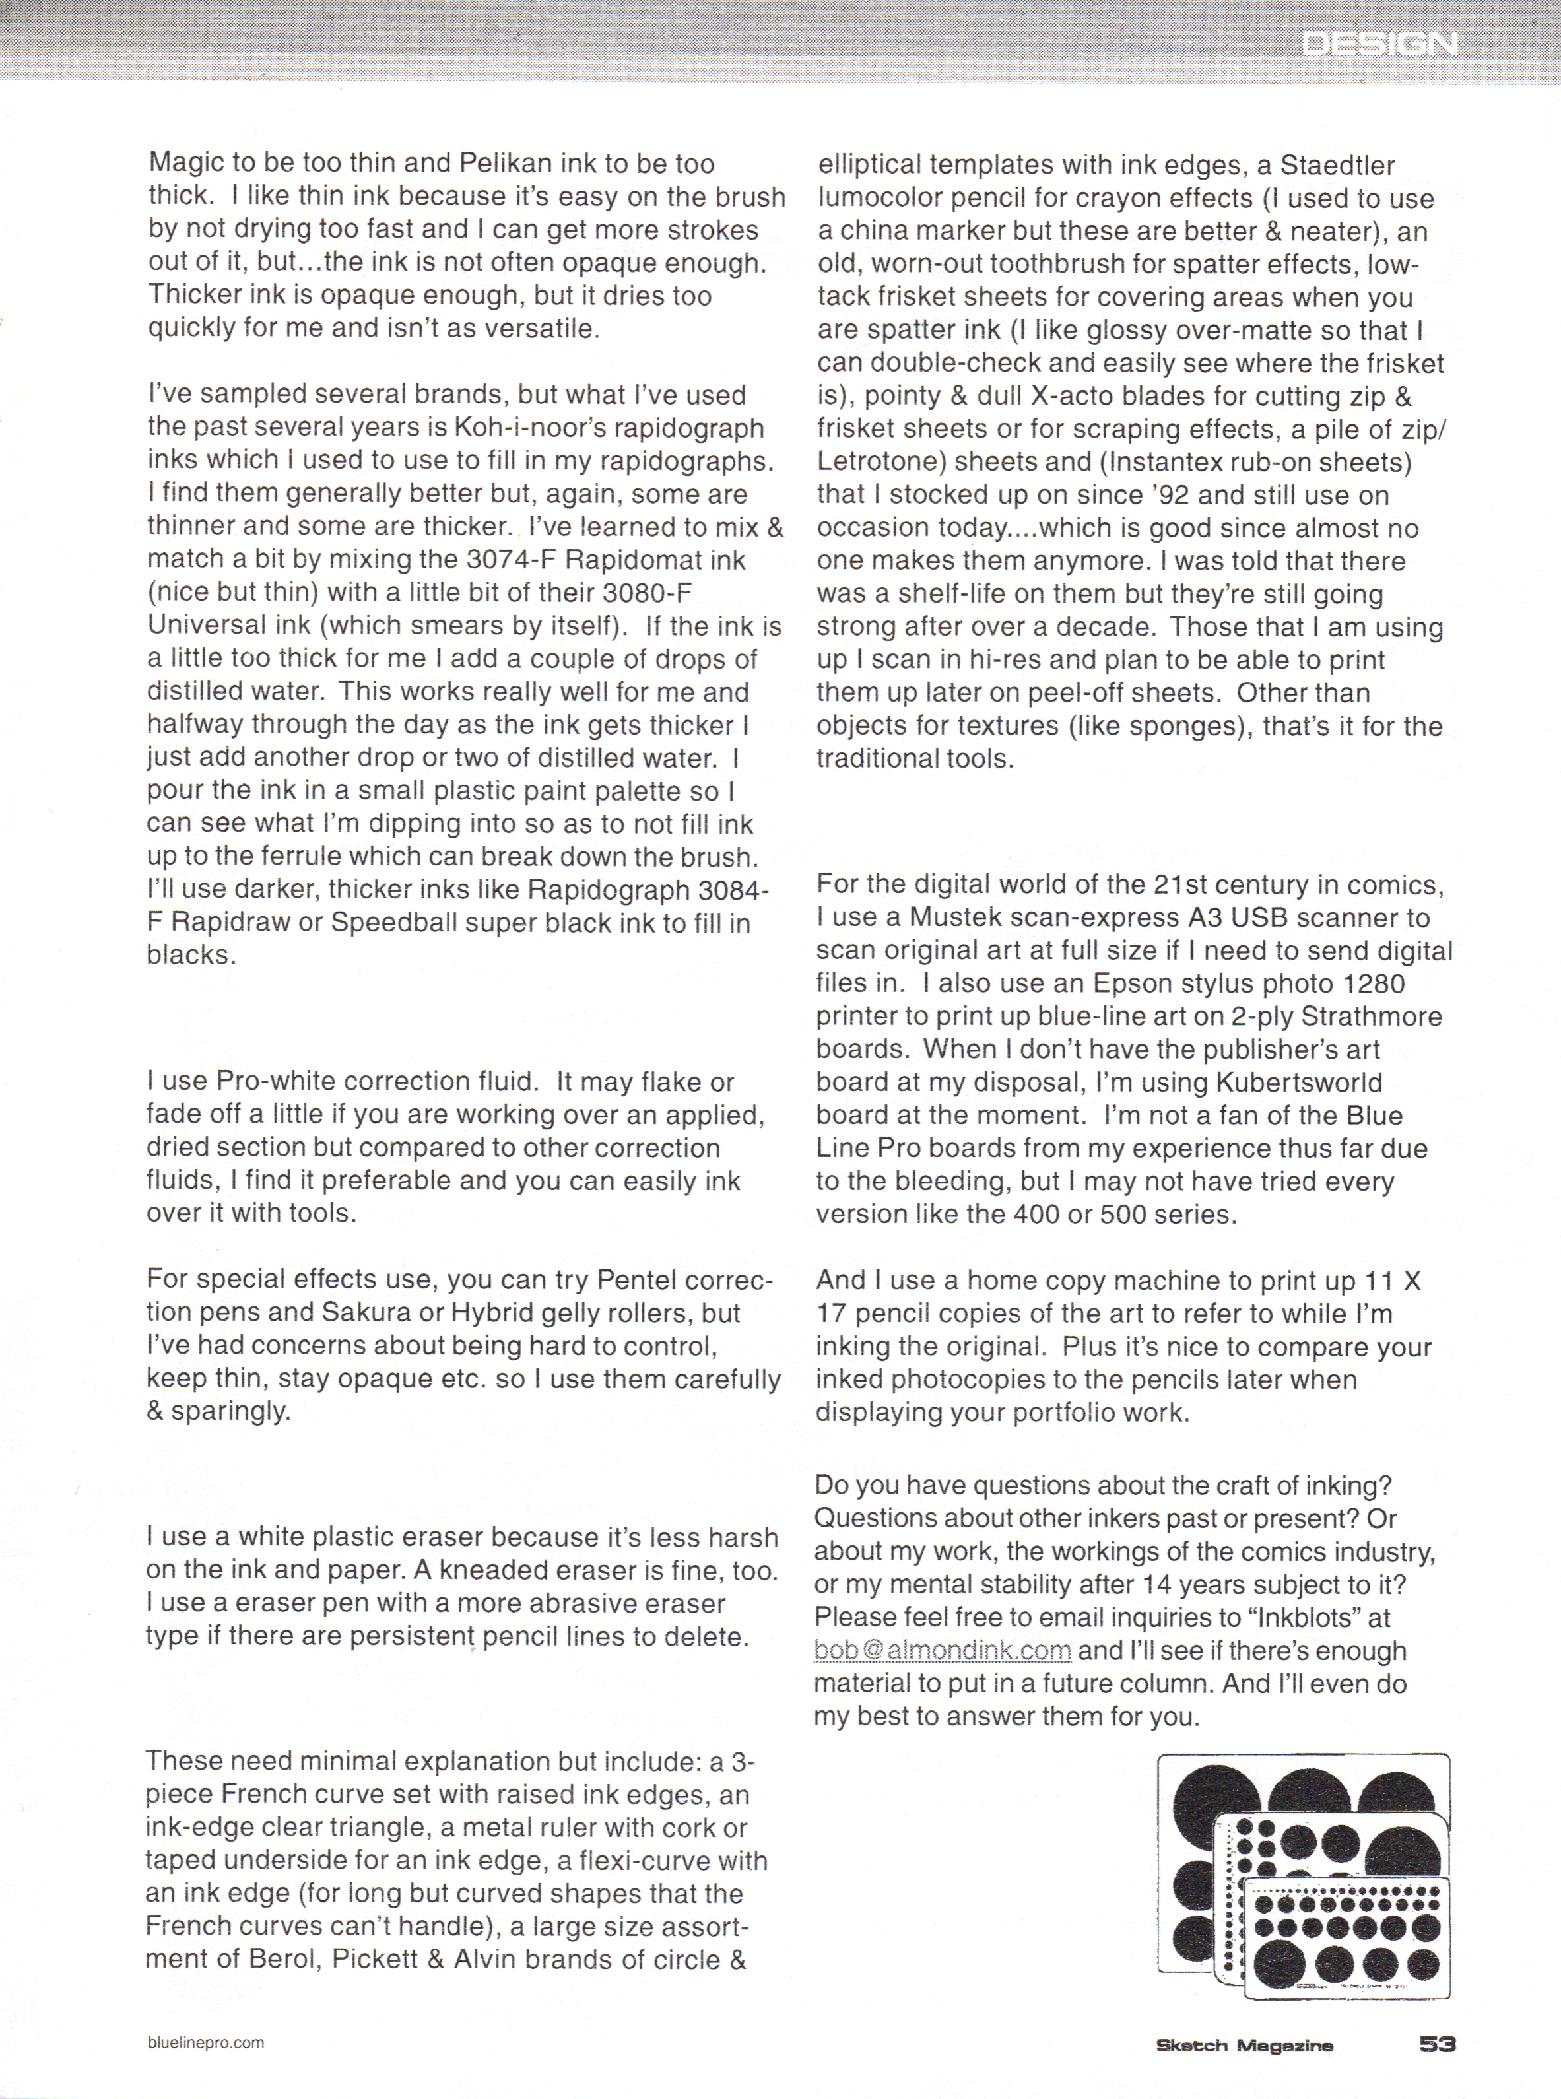 DESIGN
Magic to be too thin and Pelikan ink to be too
thick.  I like thin ink because it's easy on the brush
by not drying too fast and I can get more strokes
out of it, but...the ink is not often opaque enough.
Thicker ink is opaque enough, but it dries too
quickly for me and isn't as versatile.
I've sampled several brands, but what I've used
the past several years is Koh-i-noor's rapidograph
inks which I used to use to fill in my rapidographs.
I find them generally better but, again, some are
thinner and some are thicker.  I've learned to mix &
match a bit by mixing the 3074-F Rapidomat ink
(nice but thin) with a little bit of their 3080-F
Universal ink (which smears by itself).  If the ink is
a little too thick for me I add a couple of drops of
distilled water.  This works really well for me and
halfway through the day as the ink gets thicker I
just add another drop or two of distilled water.  I
pour the ink in a small plastic paint palette so I
can see what I'm dipping into so as to not fill ink
up to the ferrule which can break down the brush.
I'll use darker, thicker inks like Rapidograph 3084-
F Rapidraw or Speedball super black ink to fill in
blacks.
I use Pro-white correction fluid.  It may flake or
fade off a little if you are working over an applied,
dried section but compared to other correction
fluids, I find it preferable and you can easily ink
over it with tools.
For special effects use, you can try Pentel correc-
tion pens and Sakura or Hybrid gelly rollers, but
I've had concerns about being hard to control,
keep thin, stay opaque etc. so I use them carefully
& sparingly.
I use a white plastic eraser because it's less harsh
on the ink and paper. A kneaded eraser is fine, too.
I use a eraser pen with a more abrasive eraser
type if there are persistent pencil lines to delete.
These need minimal explanation but include: a 3-
piece French curve set with raised ink edges, an
ink-edge clear triangle, a metal ruler with cork or
taped underside for an ink edge, a flexi-curve with
an ink edge (for long but curved shapes that the
French curves can't handle), a large size assort-
ment of Berol, Pickett & Alvin brands of circle &
elliptical templates with ink edges, a Staedtler
lumocolor pencil for crayon effects (I used to use
a china marker but these are better & neater), an
old, worn-out toothbrush for spatter effects, low-
tack frisket sheets for covering areas when you
are spatter ink (I like glossy over-matte so that I
can double-check and easily see where the frisket
is), pointy & dull X-acto blades for cutting zip &
frisket sheets or for scraping effects, a pile of zip/
Letrotone) sheets and (Instantex rub-on sheets)
that I stocked up on since '92 and still use on
occasion today....which is good since almost no
one makes them anymore. I was told that there
was a shelf-life on them but they're still going
strong after over a decade.  Those that I am using
up I scan in hi-res and plan to be able to print
them up later on peel-off sheets.  Other than
objects for textures (like sponges), that's it for the
traditional tools.
For the digital world of the 21st century in comics,
I use a Mustek scan-express A3 USB scanner to
scan original art at full size if I need to send digital
files in.  I also use an Epson stylus photo 1280
printer to print up blue-line art on 2-ply Strathmore
boards.  When I don't have the publisher's art
board at my disposal, I'm using Kubertsworld
board at the moment.  I'm not a fan of the Blue
Line Pro boards from my experience thus far due
to the bleeding, but I may not have tried every
version like the 400 or 500 series.
And I use a home copy machine to print up 11 X
17 pencil copies of the art to refer to while I'm
inking the original.  Plus it's nice to compare your
inked photocopies to the pencils later when
displaying your portfolio work.
Do you have questions about the craft of inking?
Questions about other inkers past or present? Or
about my work, the workings of the comics industry,
or my mental stability after 14 years subject to it?
Please feel free to email inquiries to “Inkblots” at
bob@almondink.com and I'll see if there's enough
material to put in a future column. And I'll even do
my best to answer them for you.
bluelinepro.com
Sketch Magazine 53